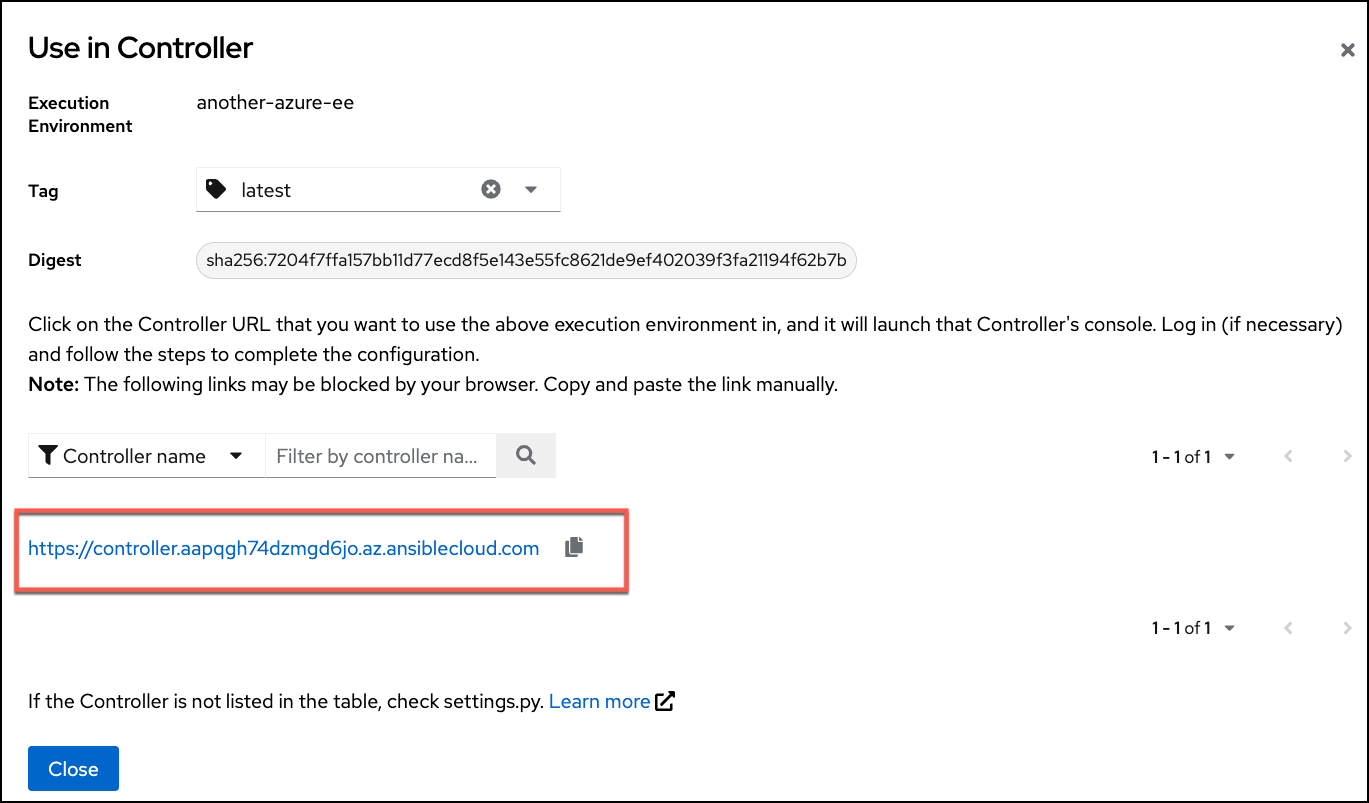 Use in Controller
Execution
Environment
another-azure-ee
Tag
latest
Digest
sha256:7204f7ffa157bb11d77ecd8f5e143e55fc8621de9ef402039f3fa21194f62b7b
Click on the Controller URL that you want to use the above execution environment in, and it will launch that Controller's console. Log in (if necessary)
and follow the steps to complete the configuration.
Note: The following links may be blocked by your browser. Copy and paste the link manually.
Controller name
Filter by controller na...
1 - 1 of 1
https://controller.aapqgh74dzmgd6jo.az.ansiblecloud.com
1 - 1 of 1
If the Controller is not listed in the table, check settings.py. Learn more
Close